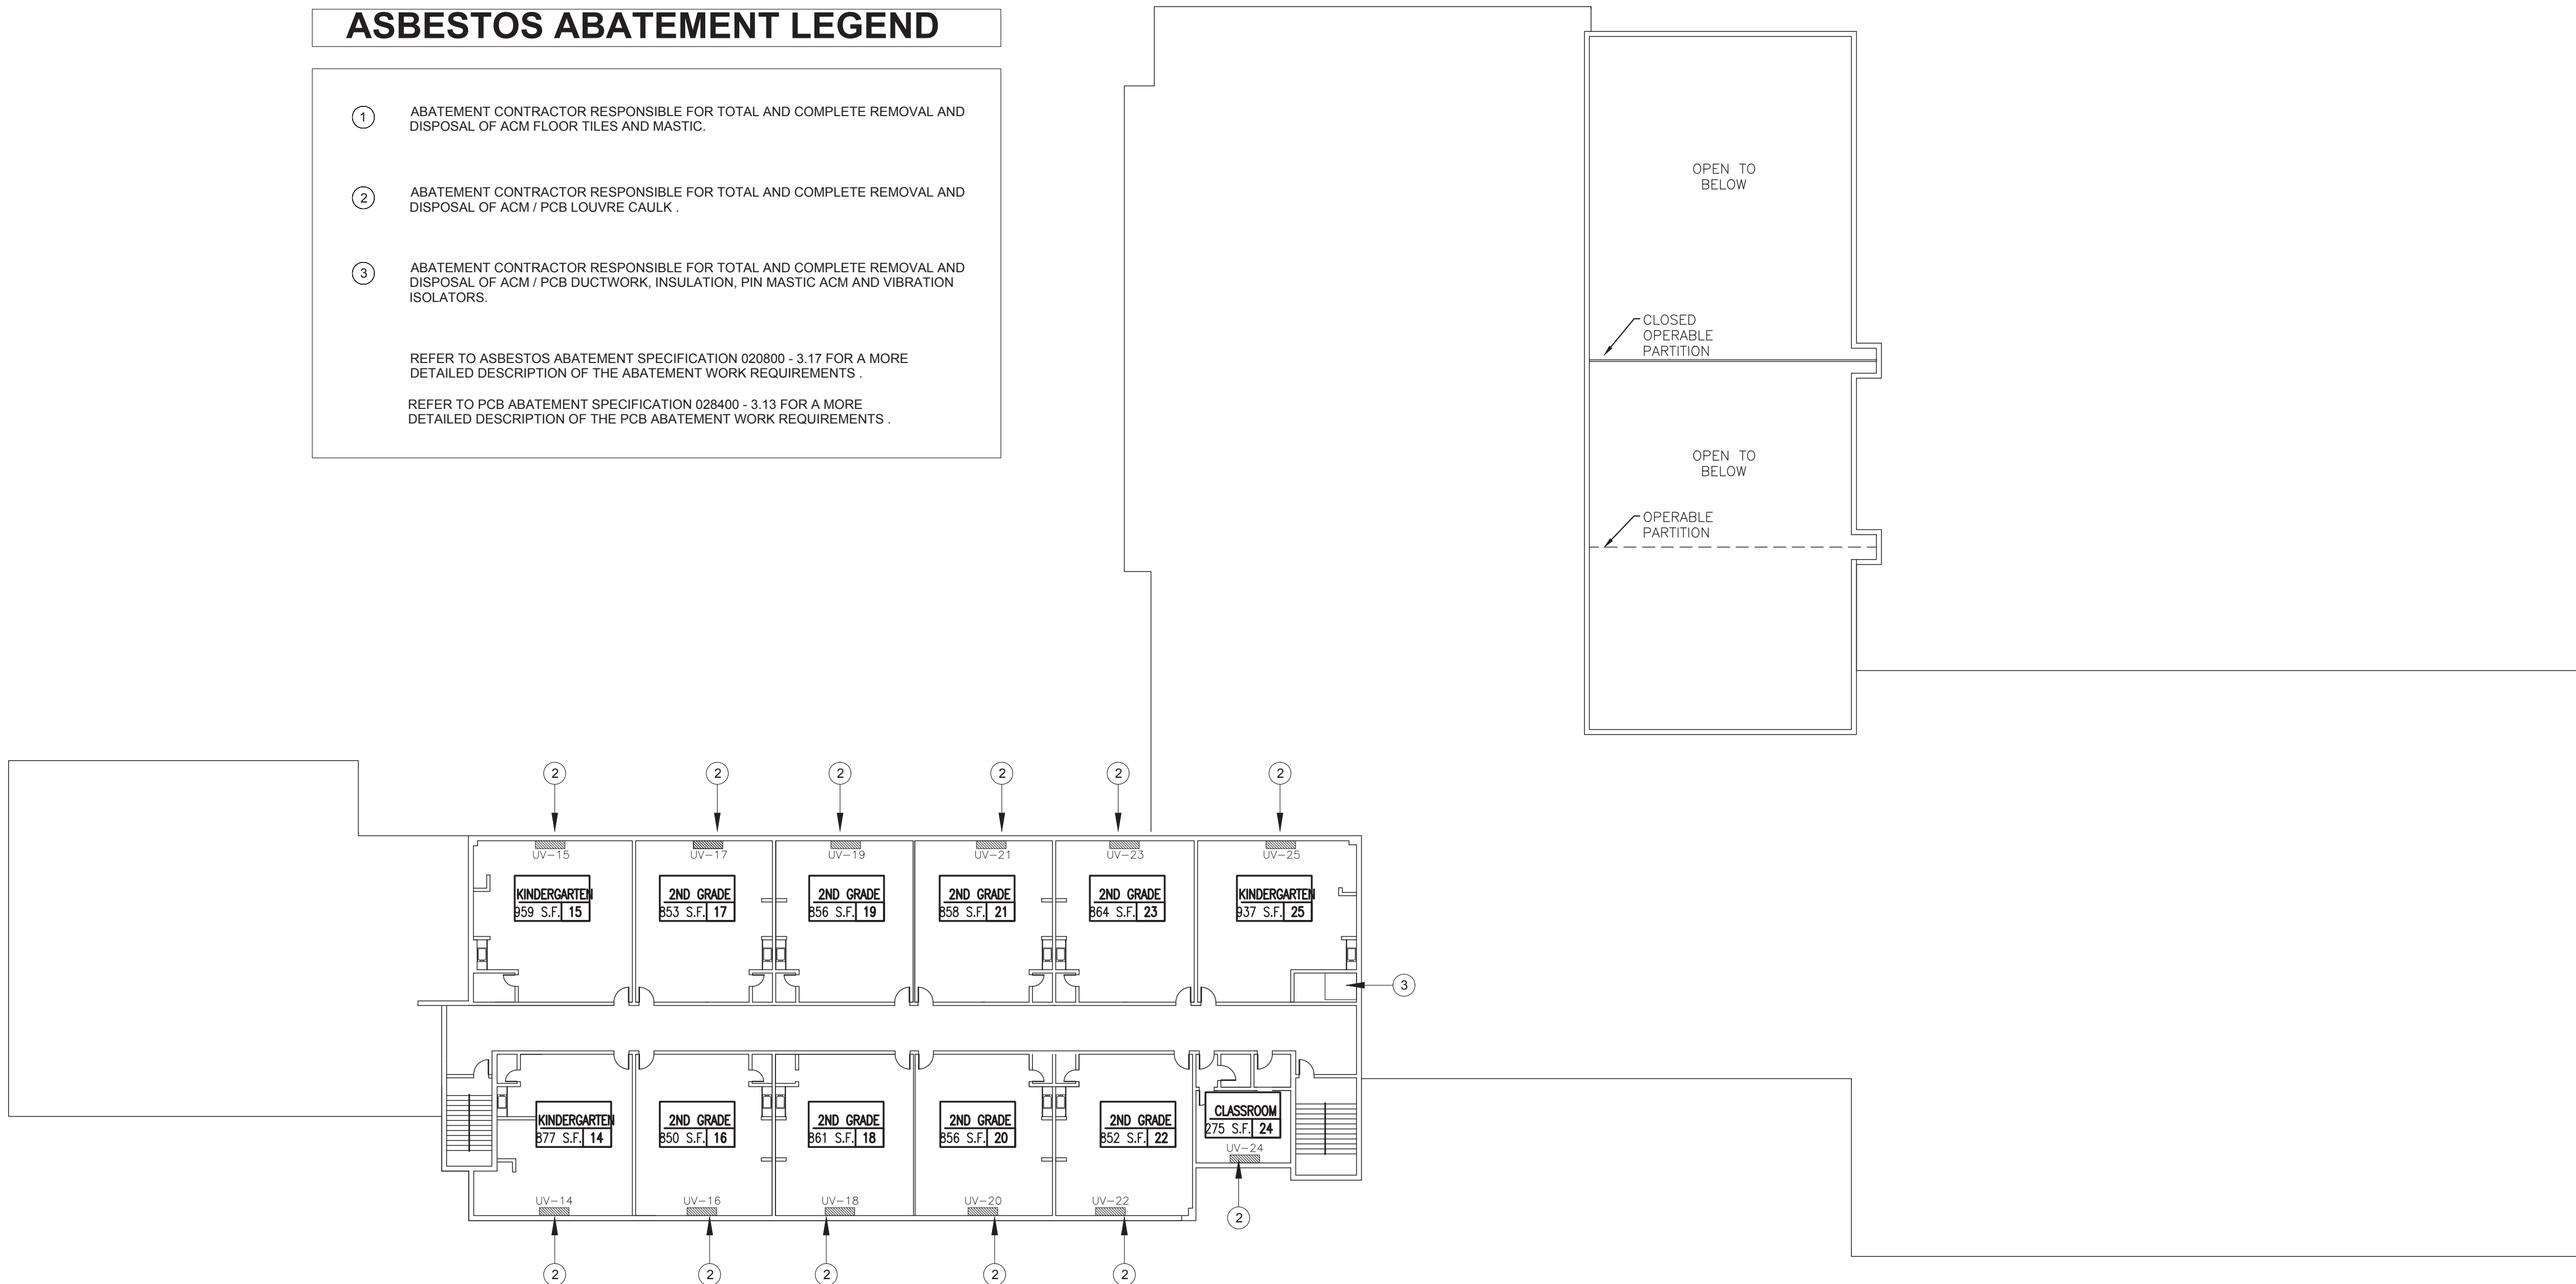 ASBESTOS ABATEMENT LEGEND
1
ABATEMENT CONTRACTOR RESPONSIBLE FOR TOTAL AND COMPLETE REMOVAL AND
DISPOSAL OF ACM FLOOR TILES AND MASTIC.
2
ABATEMENT CONTRACTOR RESPONSIBLE FOR TOTAL AND COMPLETE REMOVAL AND
DISPOSAL OF ACM / PCB LOUVRE CAULK .
3
ABATEMENT CONTRACTOR RESPONSIBLE FOR TOTAL AND COMPLETE REMOVAL AND
DISPOSAL OF ACM / PCB DUCTWORK, INSULATION, PIN MASTIC ACM AND VIBRATION
ISOLATORS.
REFER TO ASBESTOS ABATEMENT SPECIFICATION 020800 - 3.17 FOR A MORE
DETAILED DESCRIPTION OF THE ABATEMENT WORK REQUIREMENTS .
REFER TO PCB ABATEMENT SPECIFICATION 028400 - 3.13 FOR A MORE
DETAILED DESCRIPTION OF THE PCB ABATEMENT WORK REQUIREMENTS .
OPEN TO
BELOW
CLOSED
OPERABLE
PARTITION
OPEN TO
BELOW
OPERABLE
PARTITION
2 2 2 2 2 2
UV-15 UV-17 UV-19 UV-21 UV-23 UV-25
KINDERGARTEN 2ND GRADE 2ND GRADE 2ND GRADE 2ND GRADE KINDERGARTEN
959 S.F. 15 853 S.F. 17 856 S.F. 19 858 S.F. 21 864 S.F. 23 937 S.F. 25
3
KINDERGARTEN 2ND GRADE 2ND GRADE 2ND GRADE 2ND GRADE CLASSROOM
877 S.F. 14 850 S.F. 16 861 S.F. 18 856 S.F. 20 852 S.F. 22 275 S.F. 24
UV-24
UV-14 UV-16 UV-18 UV-20 UV-22
2
2 2 2 2 2